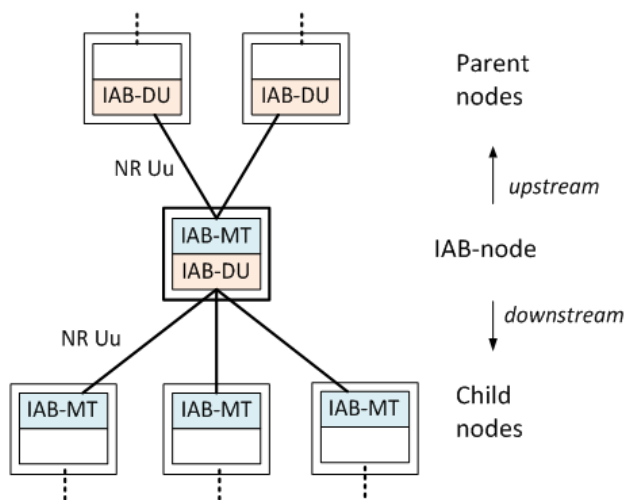 IAB-DU
IAB-DU
Parent
nodes
NR Uu
upstream
IAB-MT
IAB-DU
IAB-node
NR Uu
downstream
IAB-MT
IAB-MT
IAB-MT
Child
nodes